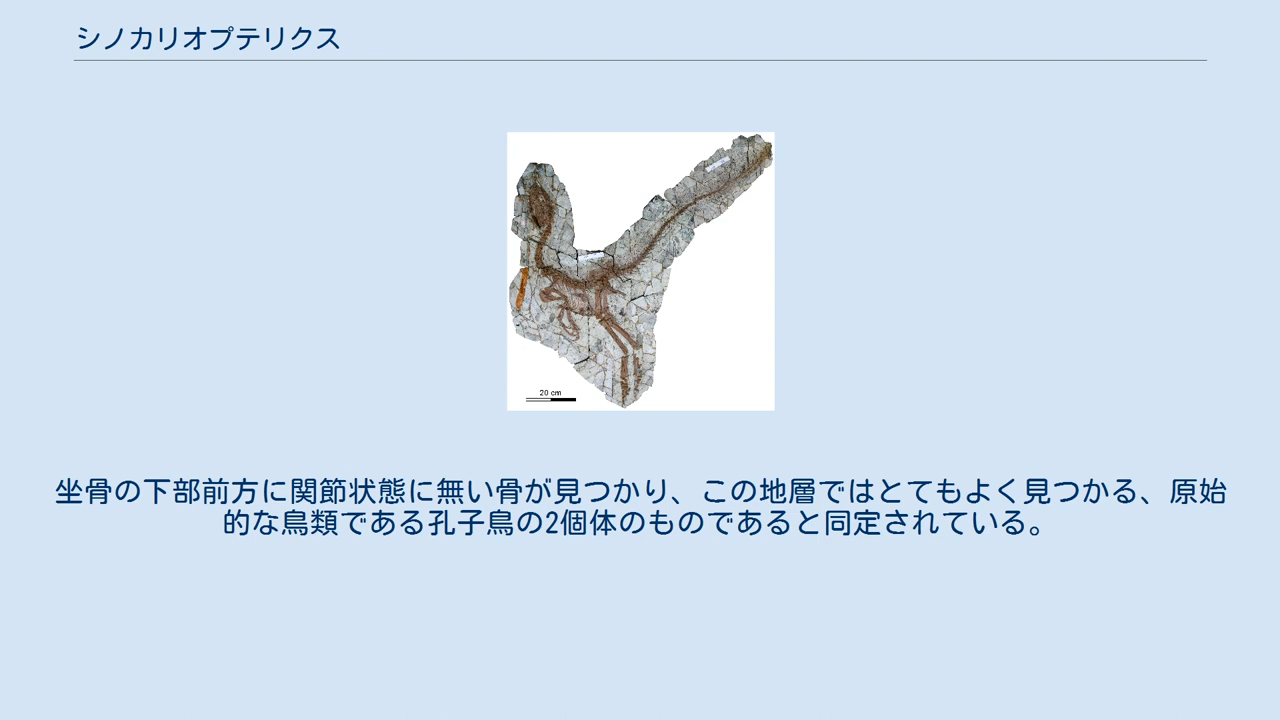 シノカリオプテリクス
20 cm
坐骨の下部前方に関節状態に無い骨が見つかり、この地層ではとてもよく見つかる、原始
的な鳥類である孔子鳥の2個体のものであると同定されている。